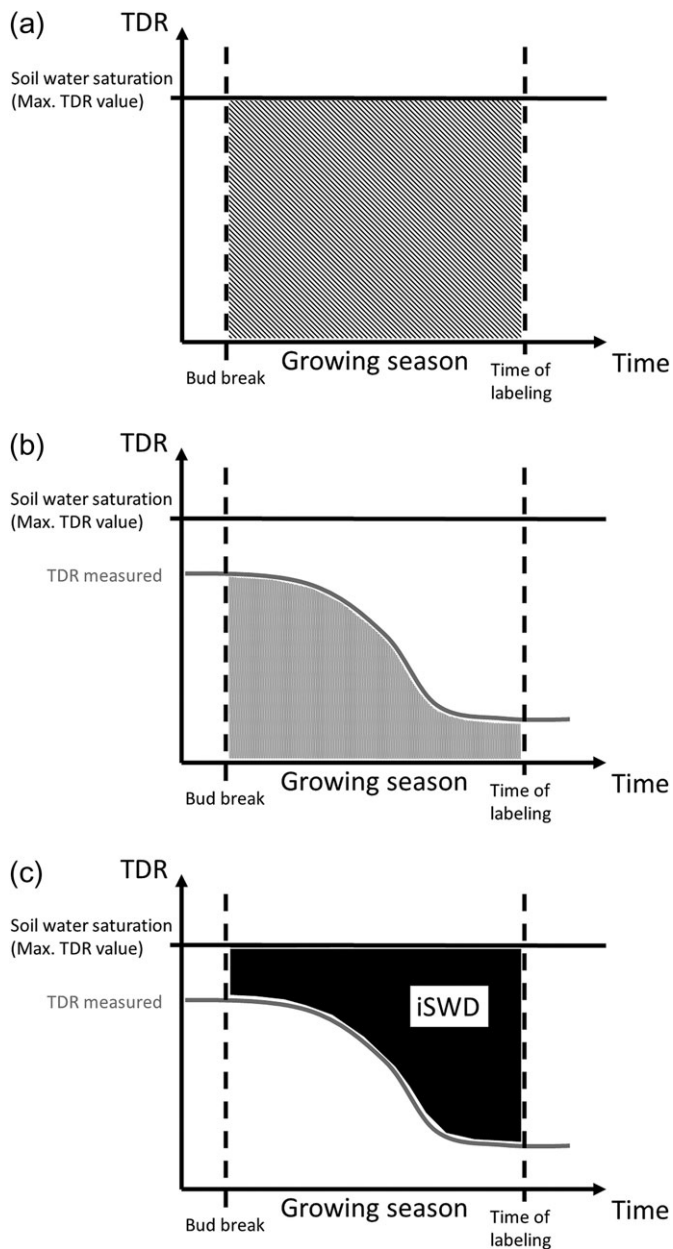 (a)
TDR
Soil water saturation
(Max. TDR value)
Bud break
Growing season
Time of
labeling
Time
(b)
TDR
Soil water saturation
(Max. TDR value)
TDR measured
Bud break
Growing season
Time of
labeling
Time
(c)
TDR
Soil water saturation
(Max. TDR value)
TDR measured
iSWD
Bud break
Growing season
Time of
labeling
Time